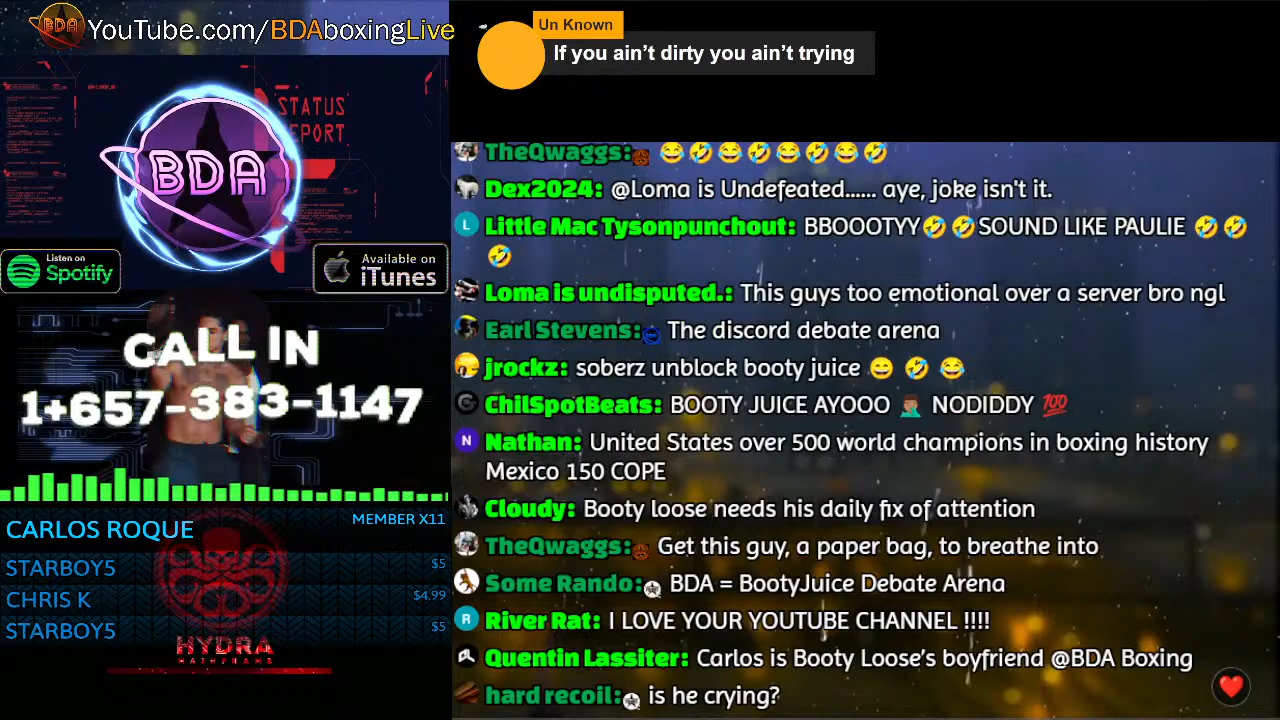 YouTube.com/BDAboxingLive
BDA
STATUS
REPORT
BDA
Listen on
Spotify
Available on
iTunes
CALL IN
1+657-383-1147
CARLOS ROQUE
MEMBER X11
STARBOY5 $5
CHRIS K $4.99
STARBOY5 $5
HYDRA
MAINFRAME
Un Known
If you ain't dirty you ain't trying
TheQwaggs: 😂🤣😂🤣😂🤣😂🤣
Dex2024: @Loma is Undefeated...... aye, joke isn't it.
Little Mac Tysonpunchout: BBOOOTYY🤣🤣SOUND LIKE PAULIE 🤣🤣
🤣
Loma is undisputed.: This guys too emotional over a server bro ngl
Earl Stevens: The discord debate arena
jrockz: soberz unblock booty juice 😄 🤣 😂
ChilSpotBeats: BOOTY JUICE AYOOO 🤦🏽‍♂️ NODIDDY 💯
Nathan: United States over 500 world champions in boxing history
Mexico 150 COPE
Cloudy: Booty loose needs his daily fix of attention
TheQwaggs: Get this guy, a paper bag, to breathe into
Some Rando: BDA = BootyJuice Debate Arena
River Rat: I LOVE YOUR YOUTUBE CHANNEL !!!!
Quentin Lassiter: Carlos is Booty Loose's boyfriend @BDA Boxing
hard recoil: is he crying?